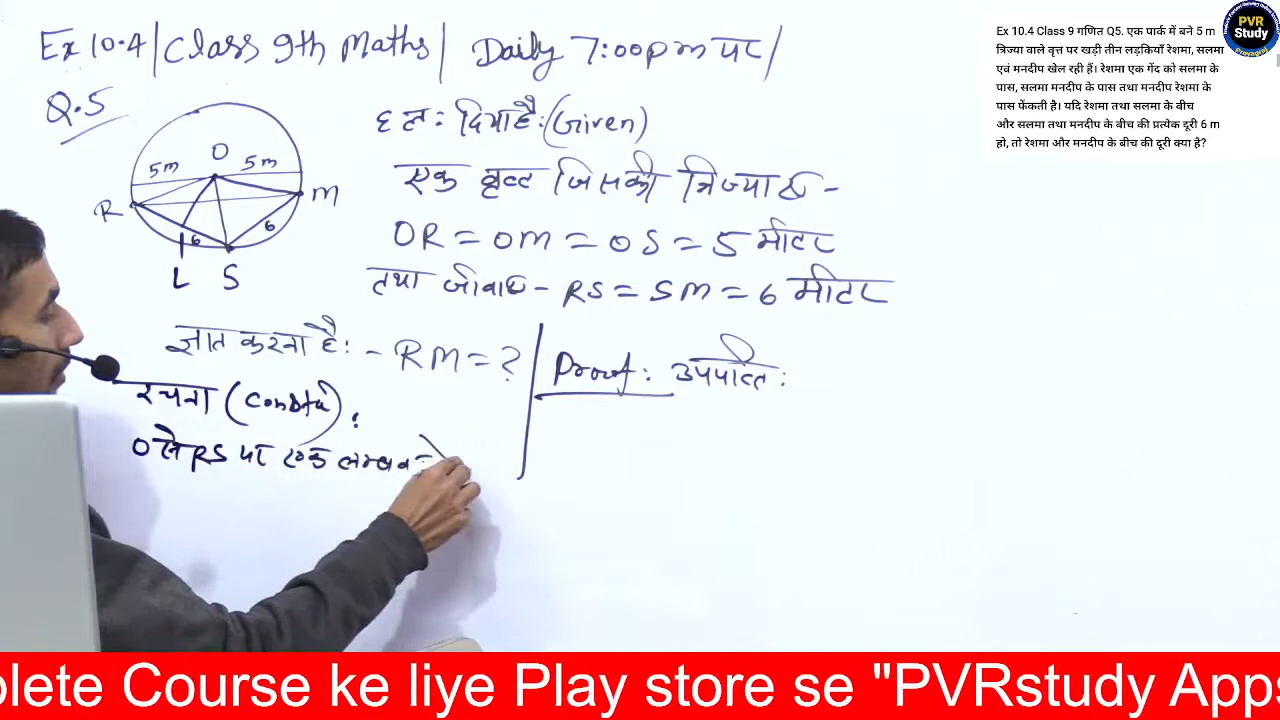 Ex 10.4 | Class 9th Maths | Daily 7:00pm पर |
Q.5
हल: दिया है: (Given)
एक वृत्त जिसकी त्रिज्याएँ -
OR = OM = OS = 5 मीटर
तथा जीवाएँ - RS = SM = 6 मीटर
ज्ञात करना है: - RM = ?
रचना (Constn) :
O से RS पर एक लम्बव
Proof: उपपत्ति:
O
5m 5m
R M
6 6
L S
Ex 10.4 Class 9 गणित Q5. एक पार्क में बने 5 m
त्रिज्या वाले वृत्त पर खड़ी तीन लड़कियाँ रेशमा, सलमा
एवं मनदीप खेल रही हैं। रेशमा एक गेंद को सलमा के
पास, सलमा मनदीप के पास तथा मनदीप रेशमा के
पास फेंकती है। यदि रेशमा तथा सलमा के बीच
और सलमा तथा मनदीप के बीच की प्रत्येक दूरी 6 m
हो, तो रेशमा और मनदीप के बीच की दूरी क्या है?
PVR
Study
Prayagraj
plete Course ke liye Play store se "PVRstudy Apps